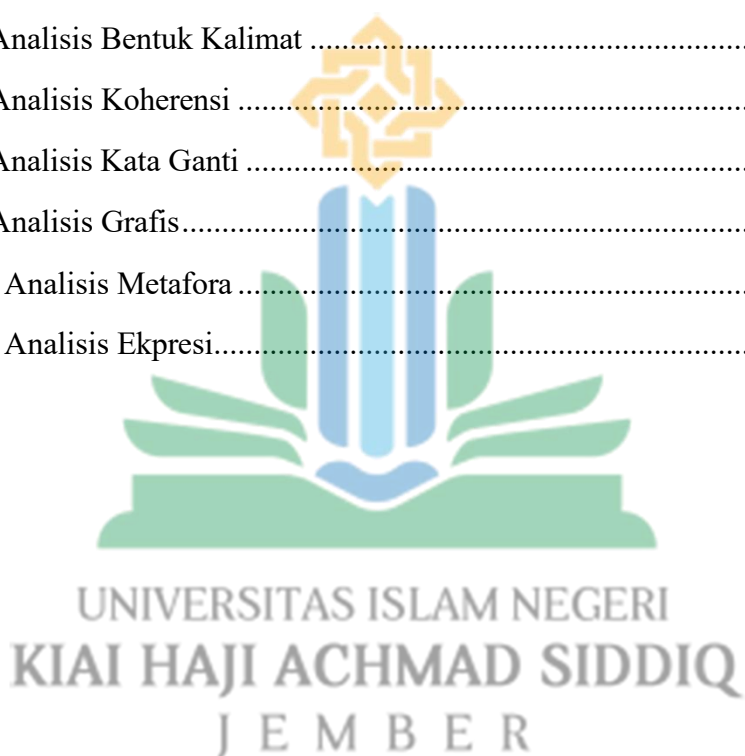 Analisis Bentuk Kalimat ......................................................
Analisis Koherensi ...............................................................
Analisis Kata Ganti ..............................................................
Analisis Grafis......................................................................
Analisis Metafora ................................................................
Analisis Ekpresi...................................................................
UNIVERSITAS ISLAM NEGERI
KIAI HAJI ACHMAD SIDDIQ
JEMBER